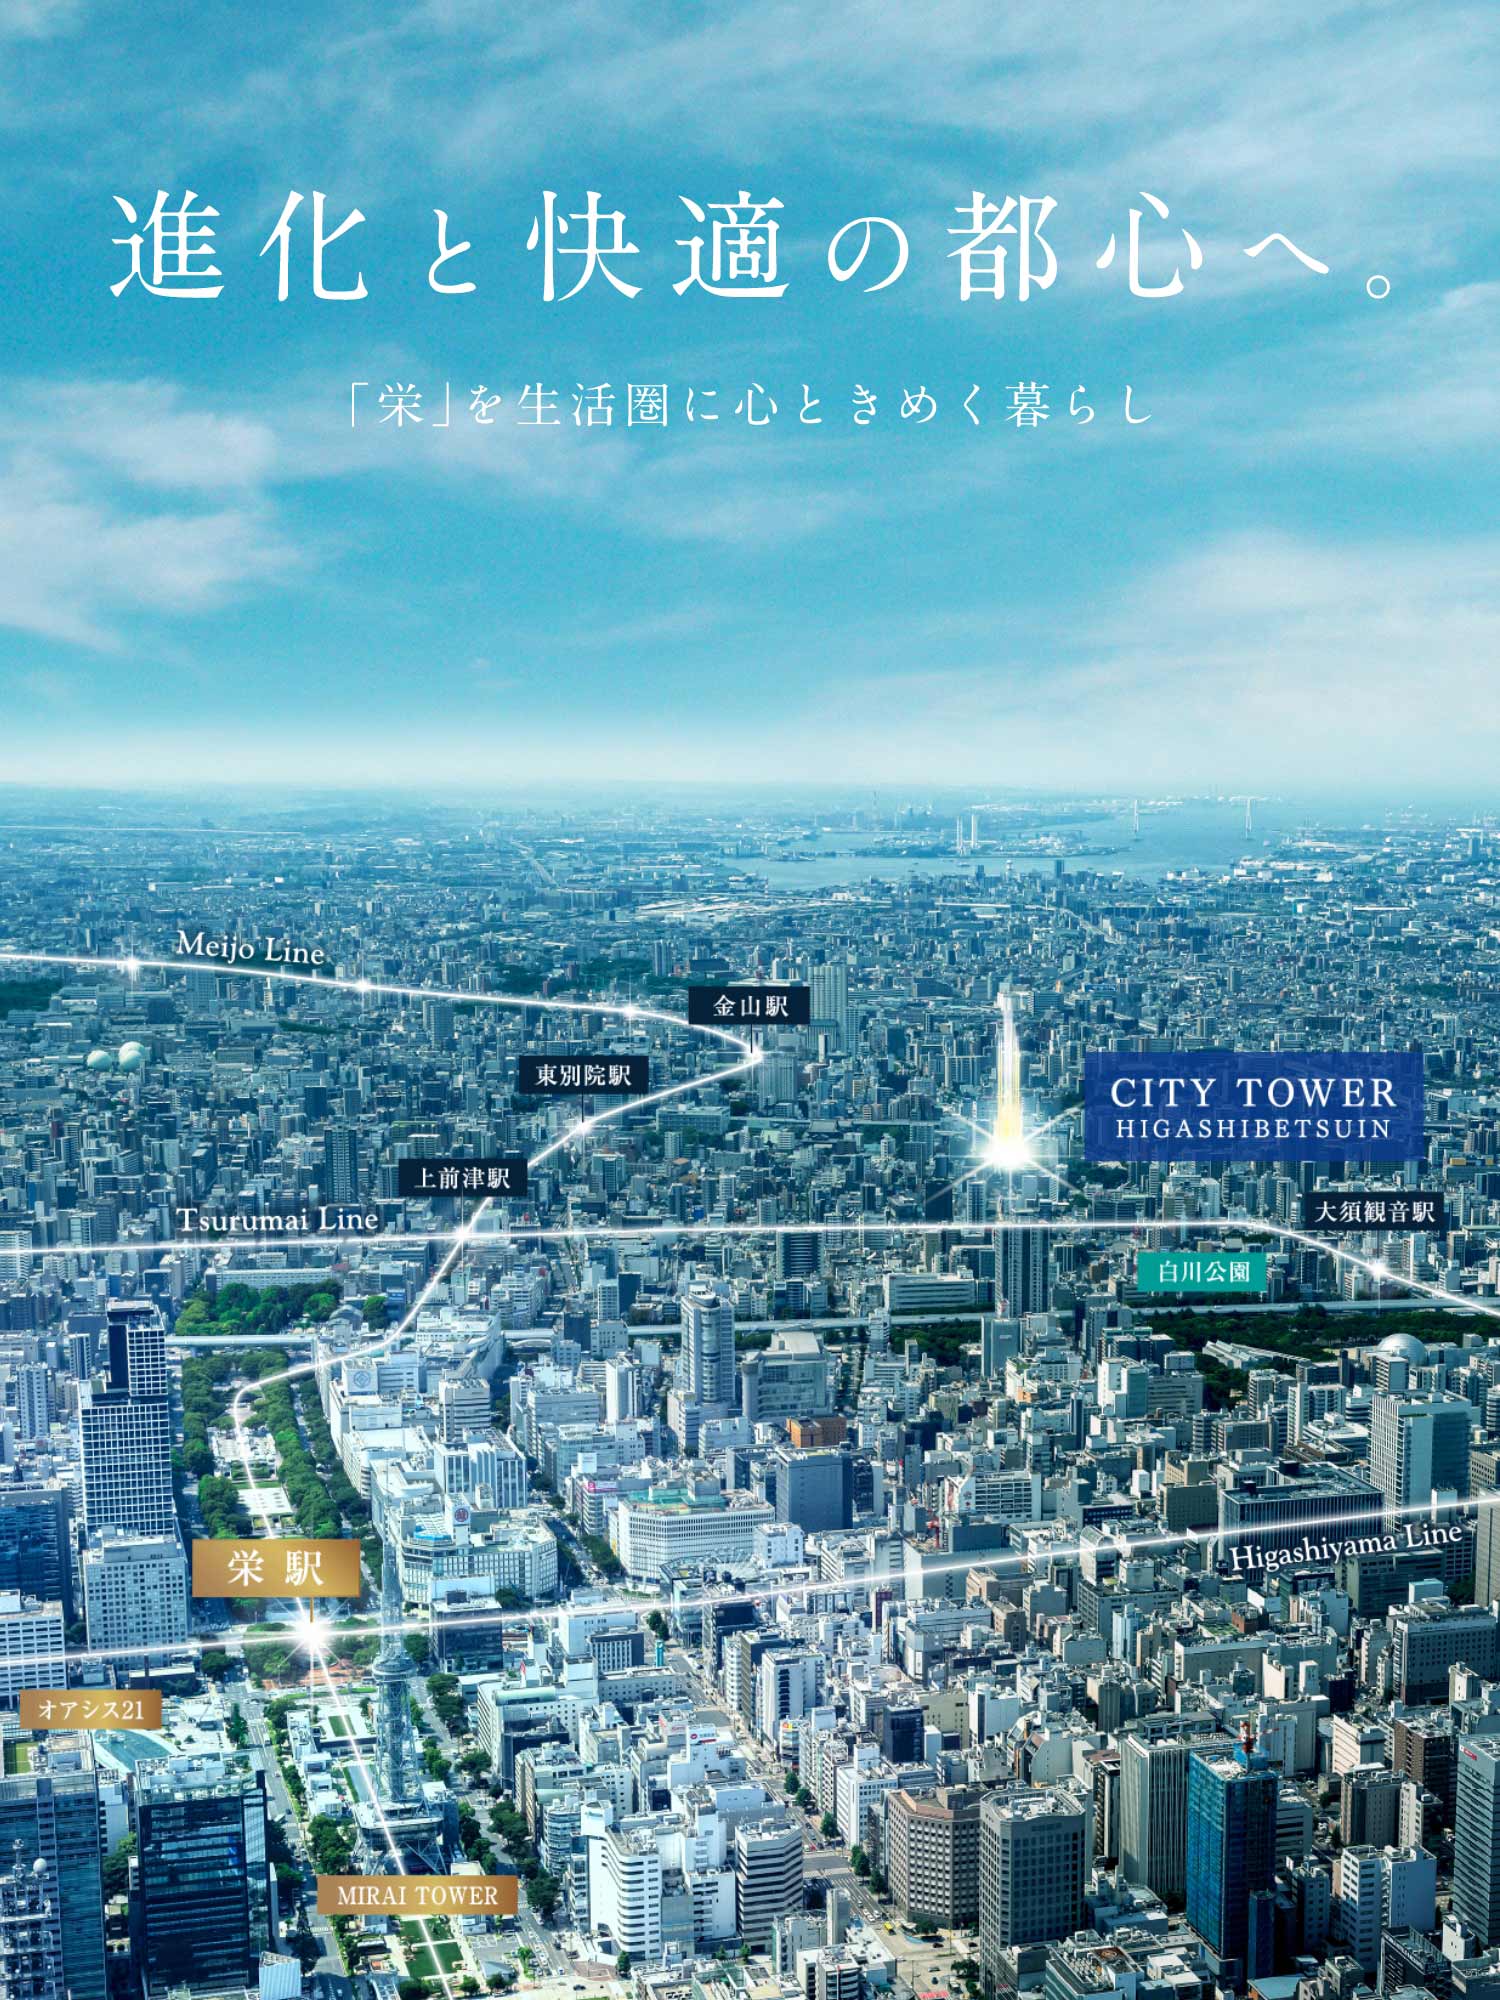 進化と快適の都心へ。
「栄」を生活圏に心ときめく暮らし
Meijo Line
金山駅
東別院駅
CITY TOWER
HIGASHIBETSUIN
上前津駅
Tsurumai Line
大須観音駅
白川公園
Higashiyama Line
栄駅
オアシス21
MIRAI TOWER